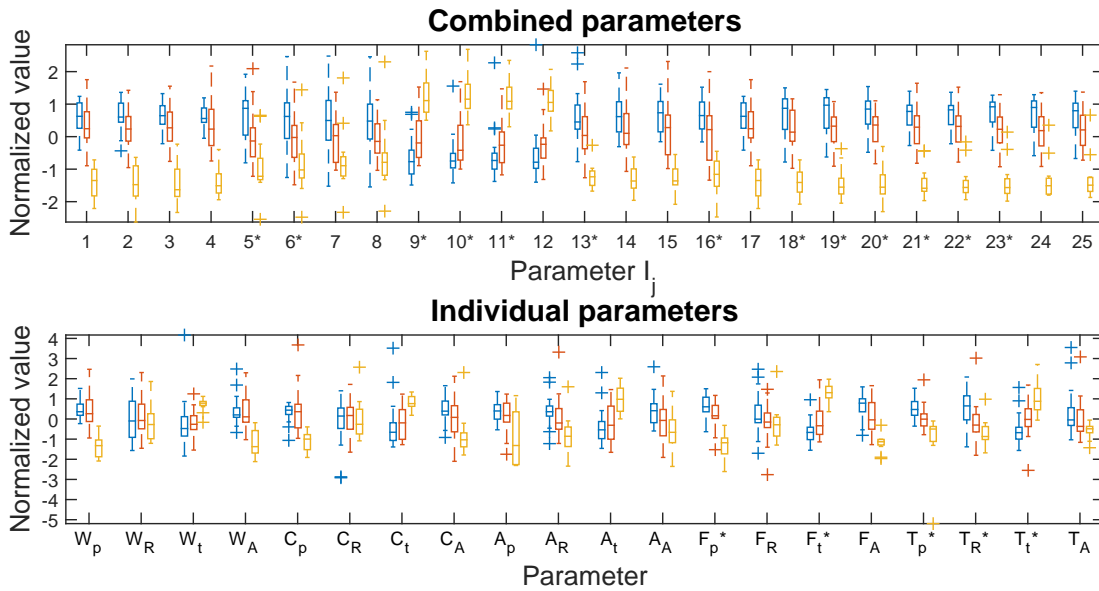 Combined parameters
Normalized value
2
1
0
-1
-2
1 2 3 4 5* 6* 7 8 9* 10* 11* 12 13* 14 15 16* 17 18* 19* 20* 21* 22* 23* 24 25
Parameter I_j
Individual parameters
Normalized value
4
3
2
1
0
-1
-2
-3
-4
-5
W_p W_R W_t W_A C_p C_R C_t C_A A_p A_R A_t A_A F_p* F_R F_t* F_A T_p* T_R* T_t* T_A
Parameter